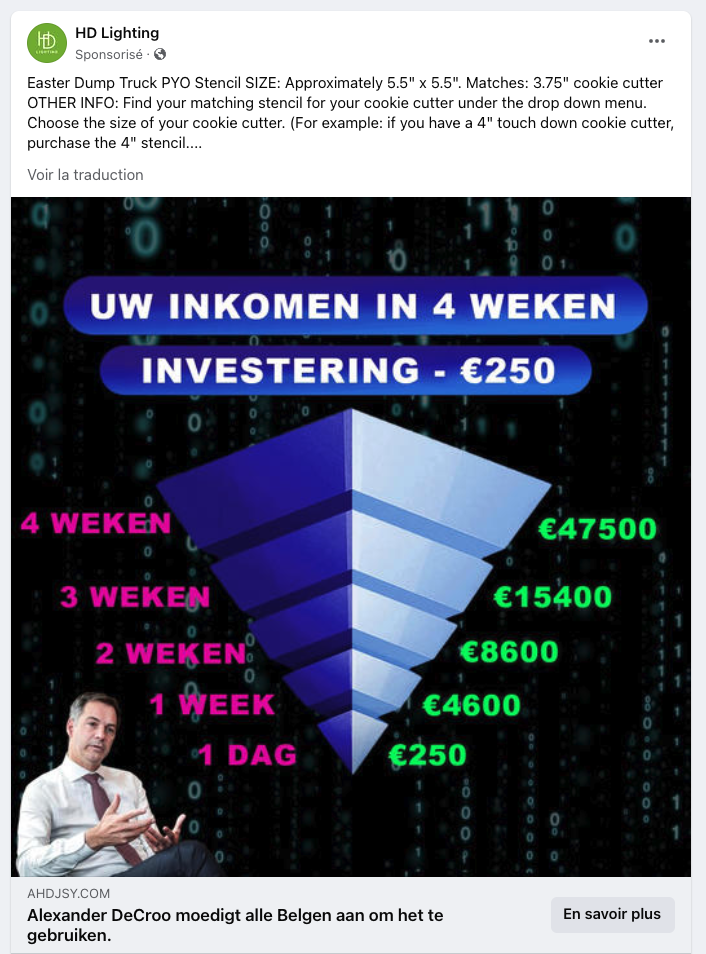 HD Lighting
Sponsorisé ·
Easter Dump Truck PYO Stencil SIZE: Approximately 5.5" x 5.5". Matches: 3.75" cookie cutter
OTHER INFO: Find your matching stencil for your cookie cutter under the drop down menu.
Choose the size of your cookie cutter. (For example: if you have a 4" touch down cookie cutter,
purchase the 4" stencil....
Voir la traduction
UW INKOMEN IN 4 WEKEN
INVESTERING - €250
4 WEKEN €47500
3 WEKEN €15400
2 WEKEN €8600
1 WEEK €4600
1 DAG €250
AHDJSY.COM
Alexander DeCroo moedigt alle Belgen aan om het te
gebruiken.
En savoir plus